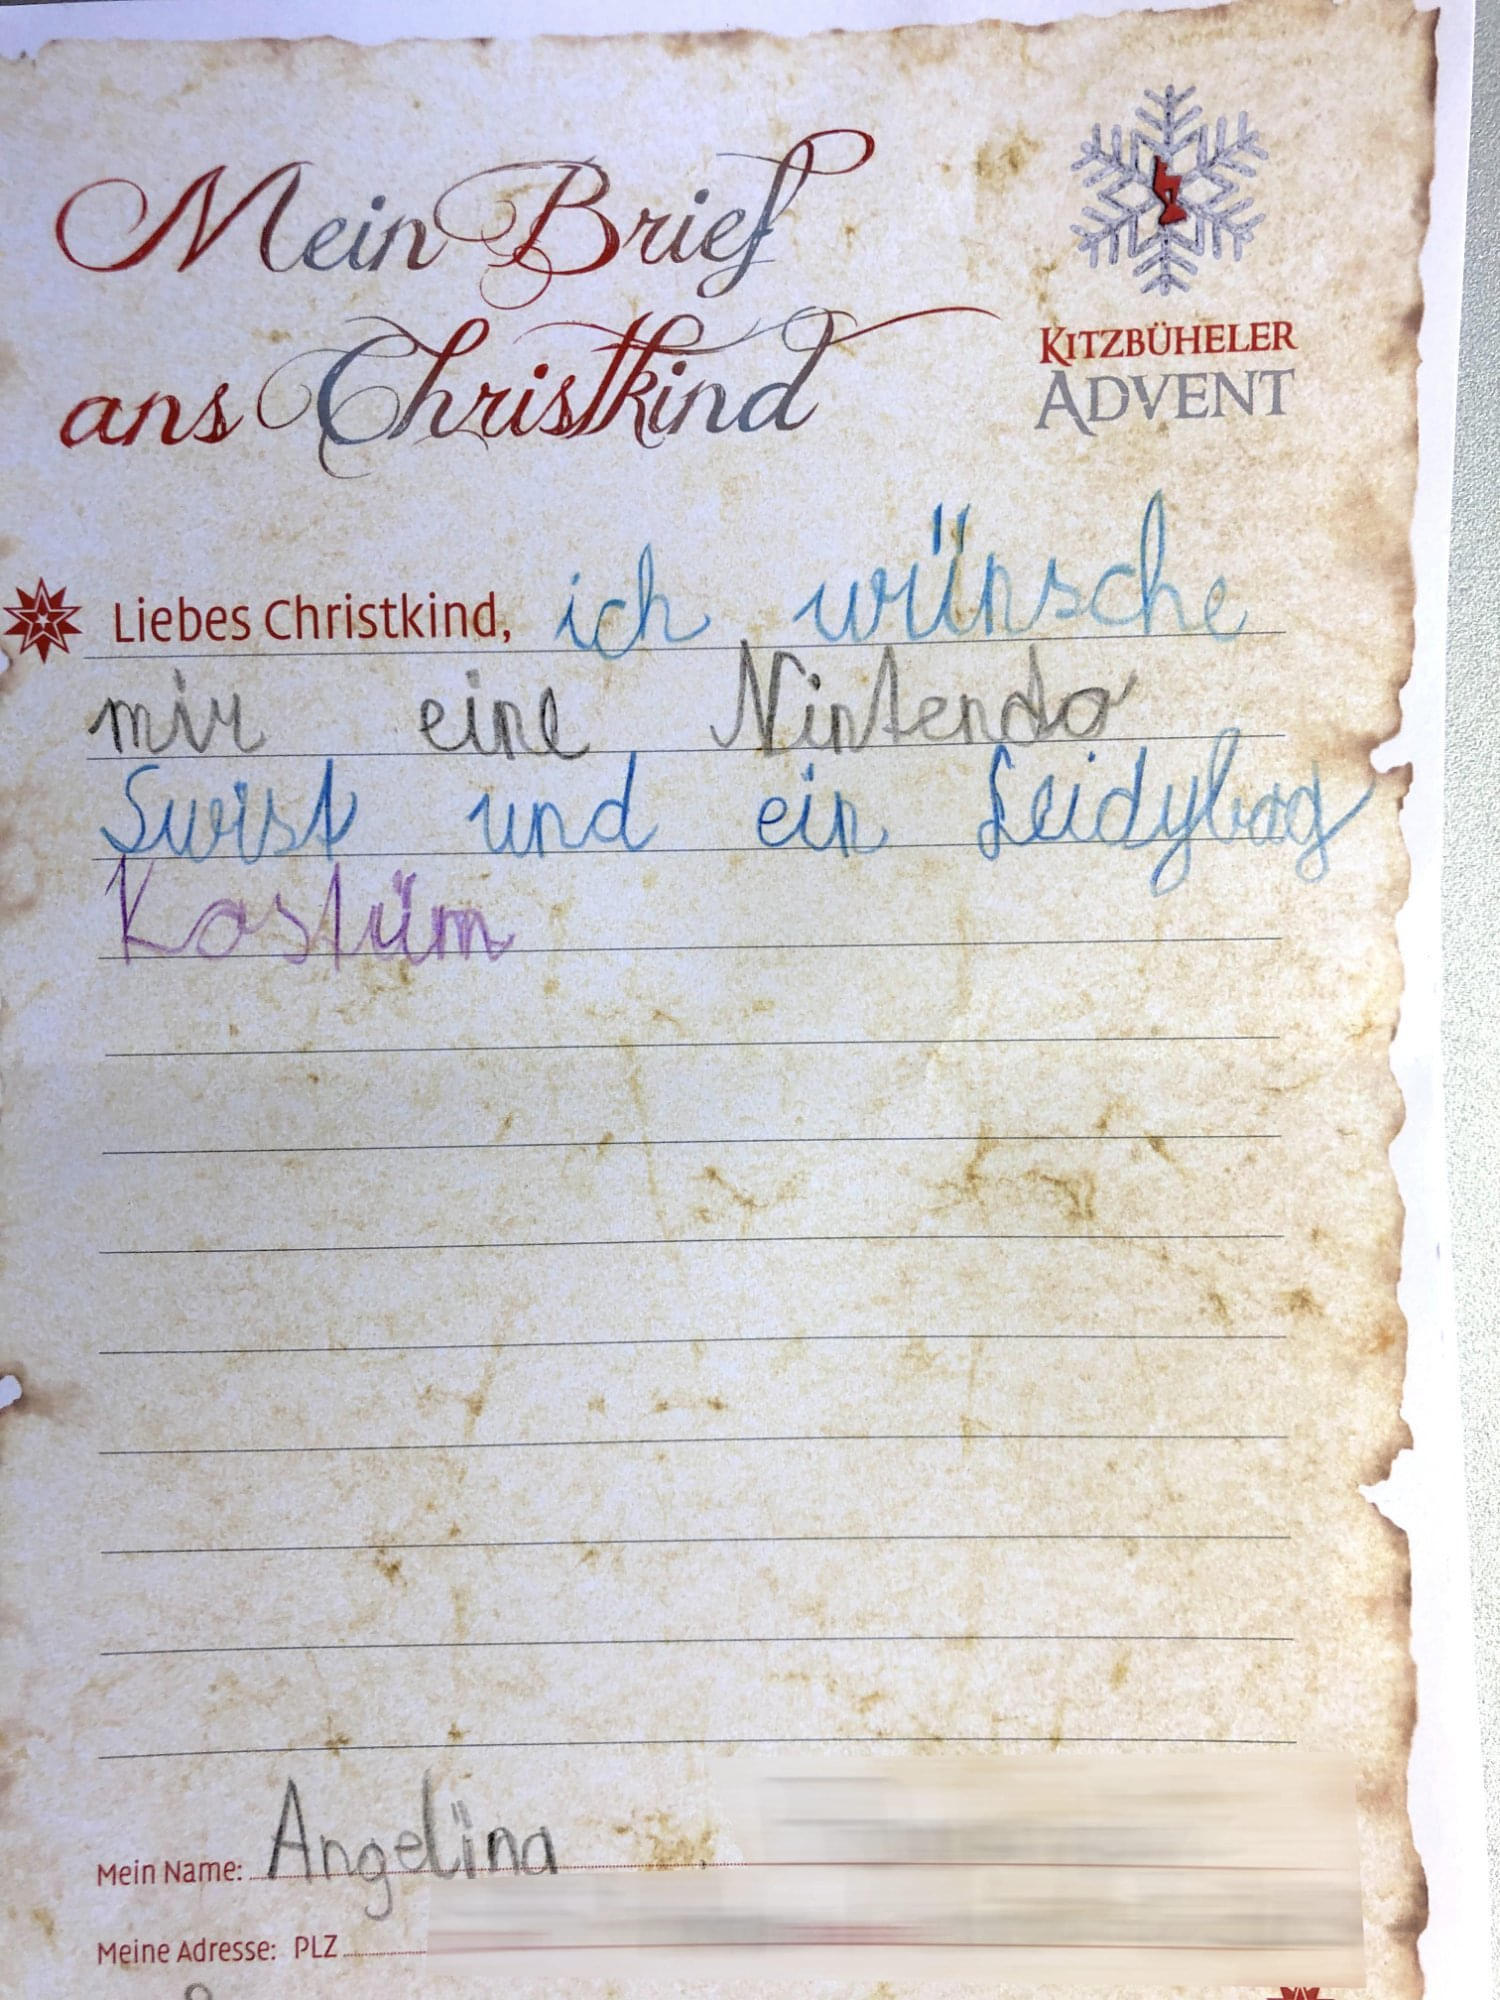 Mein Brief
ans Christkind
KITZBÜHELER
ADVENT
Liebes Christkind, ich wünsche
mir eine Nintendo
Swist und ein Leidybag
Kostüm
Mein Name: Angelina
Meine Adresse: PLZ